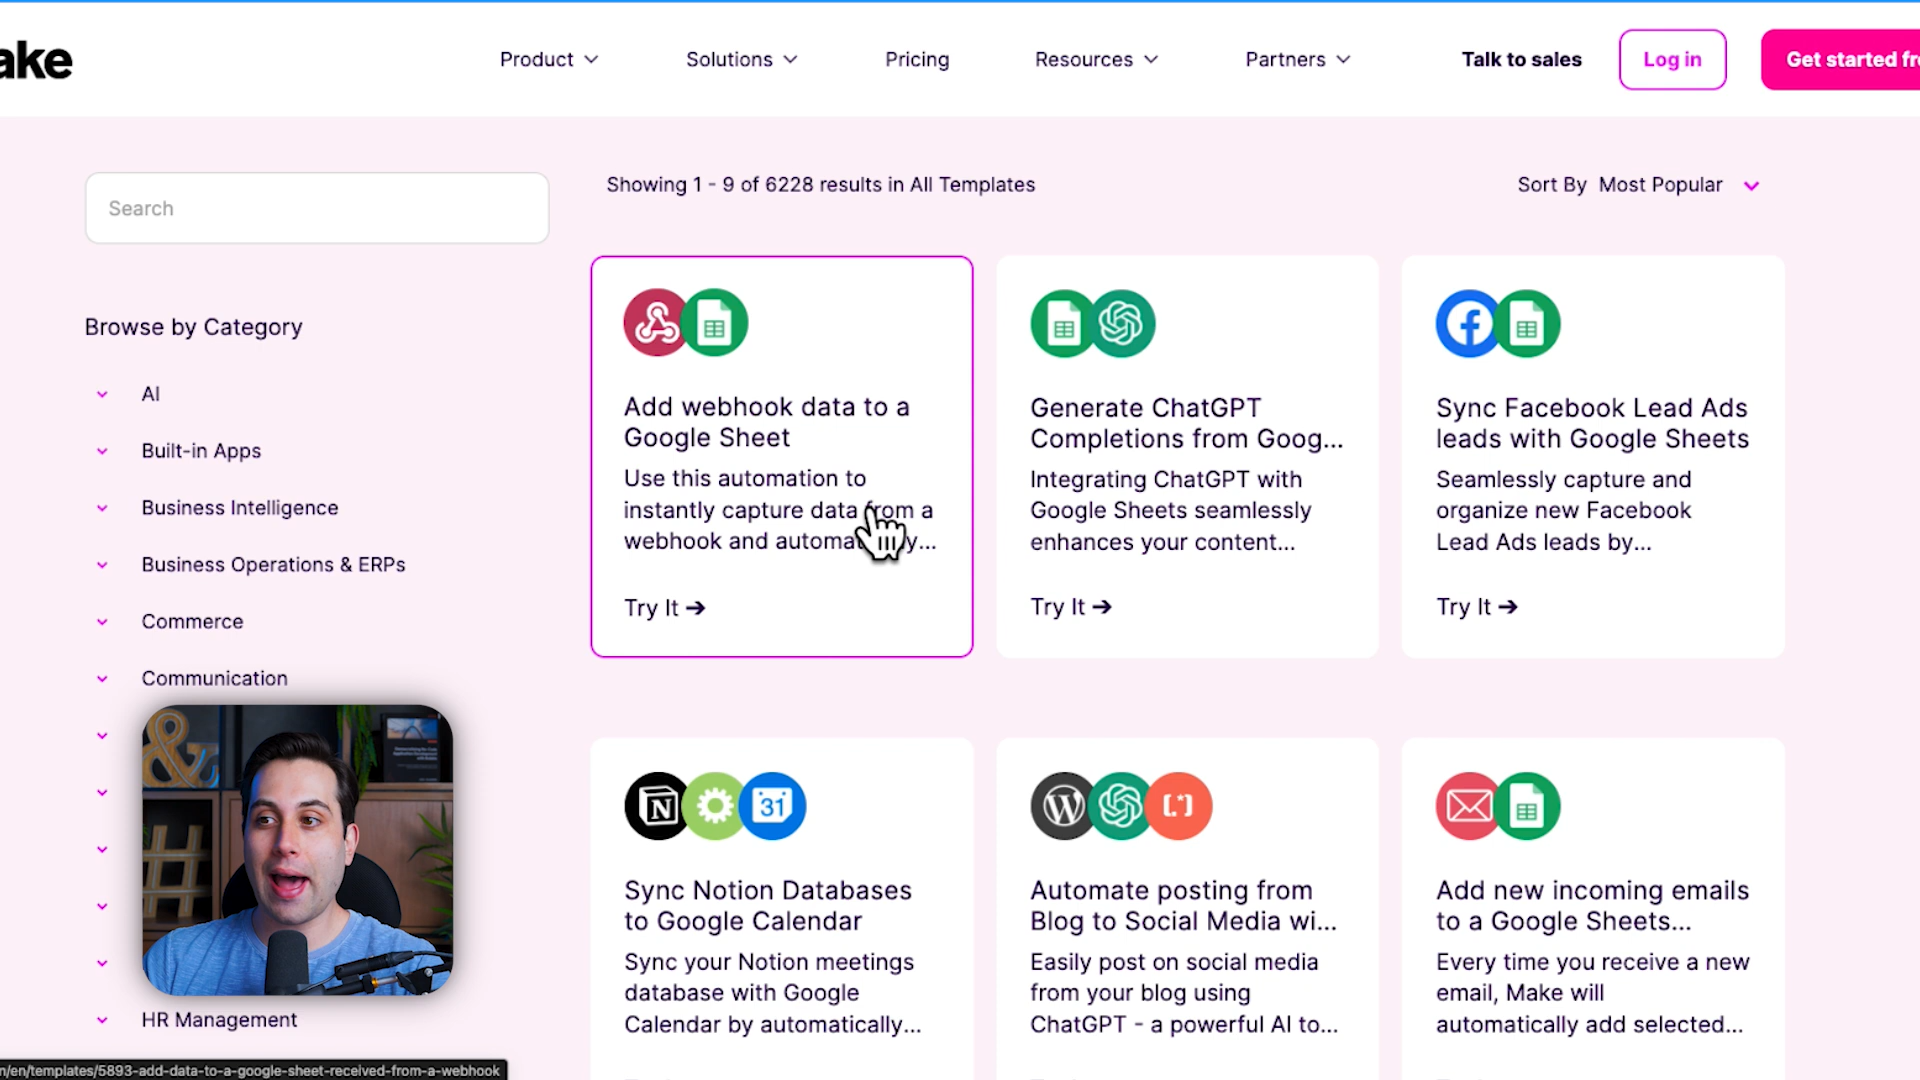 ake
Product
Solutions
Pricing
Resources
Partners
Talk to sales
Log in
Get started fr
Search
Showing 1 - 9 of 6228 results in All Templates
Sort By Most Popular
Browse by Category
AI
Built-in Apps
Business Intelligence
Business Operations & ERPs
Commerce
Communication
HR Management
Add webhook data to a
Google Sheet
Use this automation to
instantly capture data from a
webhook and automa y...
Try It ➔
Generate ChatGPT
Completions from Goog...
Integrating ChatGPT with
Google Sheets seamlessly
enhances your content...
Try It ➔
Sync Facebook Lead Ads
leads with Google Sheets
Seamlessly capture and
organize new Facebook
Lead Ads leads by...
Try It ➔
31
Sync Notion Databases
to Google Calendar
Sync your Notion meetings
database with Google
Calendar by automatically...
Automate posting from
Blog to Social Media wi...
Easily post on social media
from your blog using
ChatGPT - a powerful AI to...
Add new incoming emails
to a Google Sheets...
Every time you receive a new
email, Make will
automatically add selected...
n/en/templates/5893-add-data-to-a-google-sheet-received-from-a-webhook